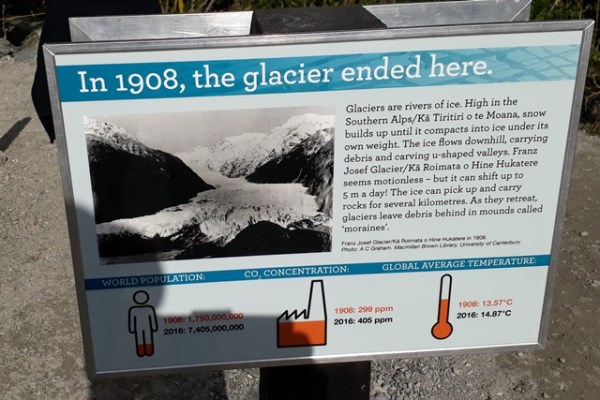 In 1908, the glacier ended here.
Glaciers are rivers of ice. High in the
Southern Alps/Kā Tiritiri o te Moana, snow
builds up until it compacts into ice under its
own weight. The ice flows downhill, carrying
debris and carving u-shaped valleys. Franz
Josef Glacier/Kā Roimata o Hine Hukatere
seems motionless – but it can shift up to
5 m a day! The ice can pick up and carry
rocks for several kilometres. As they retreat,
glaciers leave debris behind in mounds called
‘moraines’.
Franz Josef Glacier/Kā Roimata o Hine Hukatere in 1908.
Photo: A C Graham. Macmillan Brown Library, University of Canterbury
WORLD POPULATION:
1908: 1,750,000,000
2016: 7,405,000,000
CO₂ CONCENTRATION:
1908: 299 ppm
2016: 405 ppm
GLOBAL AVERAGE TEMPERATURE:
1908: 13.57°C
2016: 14.87°C